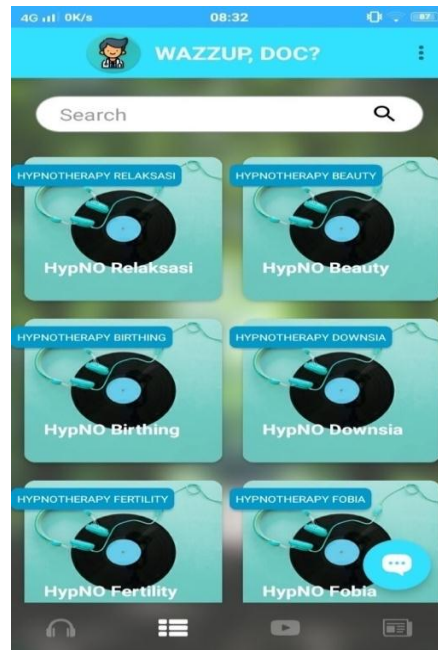 4G 0K/s 08:32 87
WAZZUP, DOC?
Search
HYPNOTHERAPY RELAKSASI HYPNOTHERAPY BEAUTY
HypNO Relaksasi HypNO Beauty
HYPNOTHERAPY BIRTHING HYPNOTHERAPY DOWNSIA
HypNO Birthing HypNO Downsia
HYPNOTHERAPY FERTILITY HYPNOTHERAPY FOBIA
HypNO Fertility HypNO Fobia